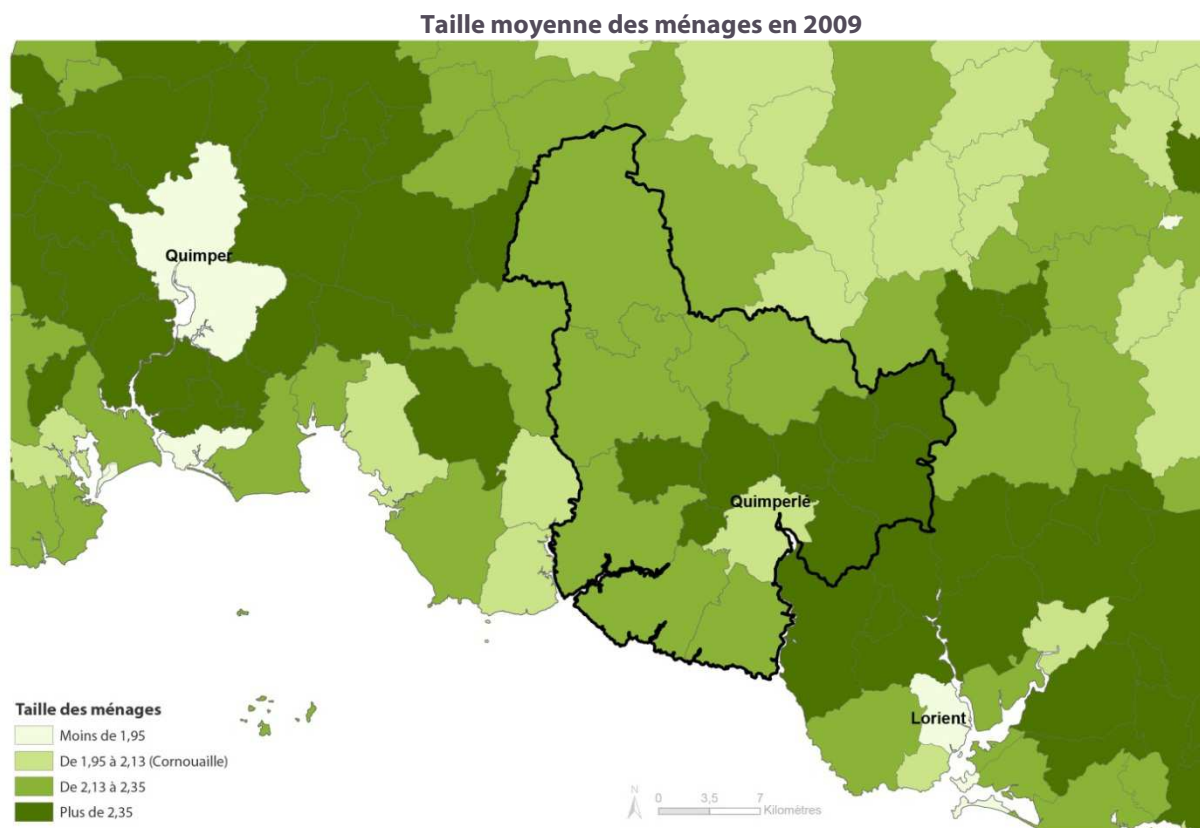 Taille moyenne des ménages en 2009
Quimper
Quimperlé
Lorient
Taille des ménages
Moins de 1,95
De 1,95 à 2,13 (Cornouaille)
De 2,13 à 2,35
Plus de 2,35
N
0 3,5 7
Kilomètres